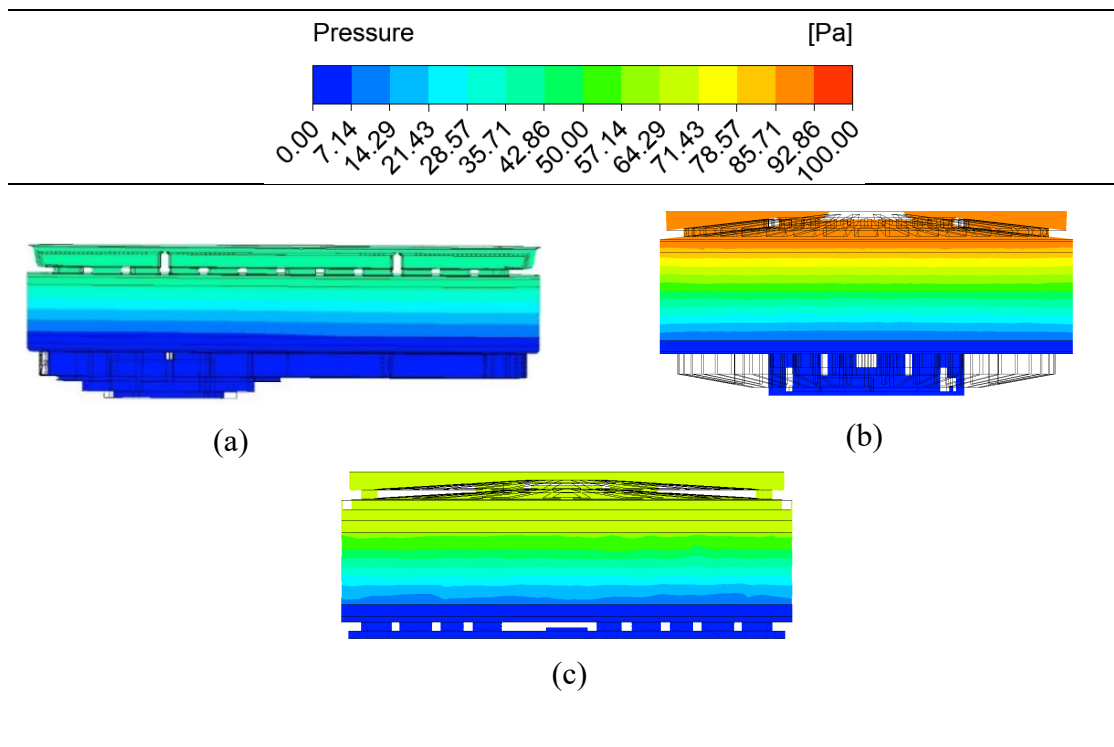 Pressure [Pa]
0.00 7.14 14.29 21.43 28.57 35.71 42.86 50.00 57.14 64.29 71.43 78.57 85.71 92.86 100.00
(a)
(b)
(c)